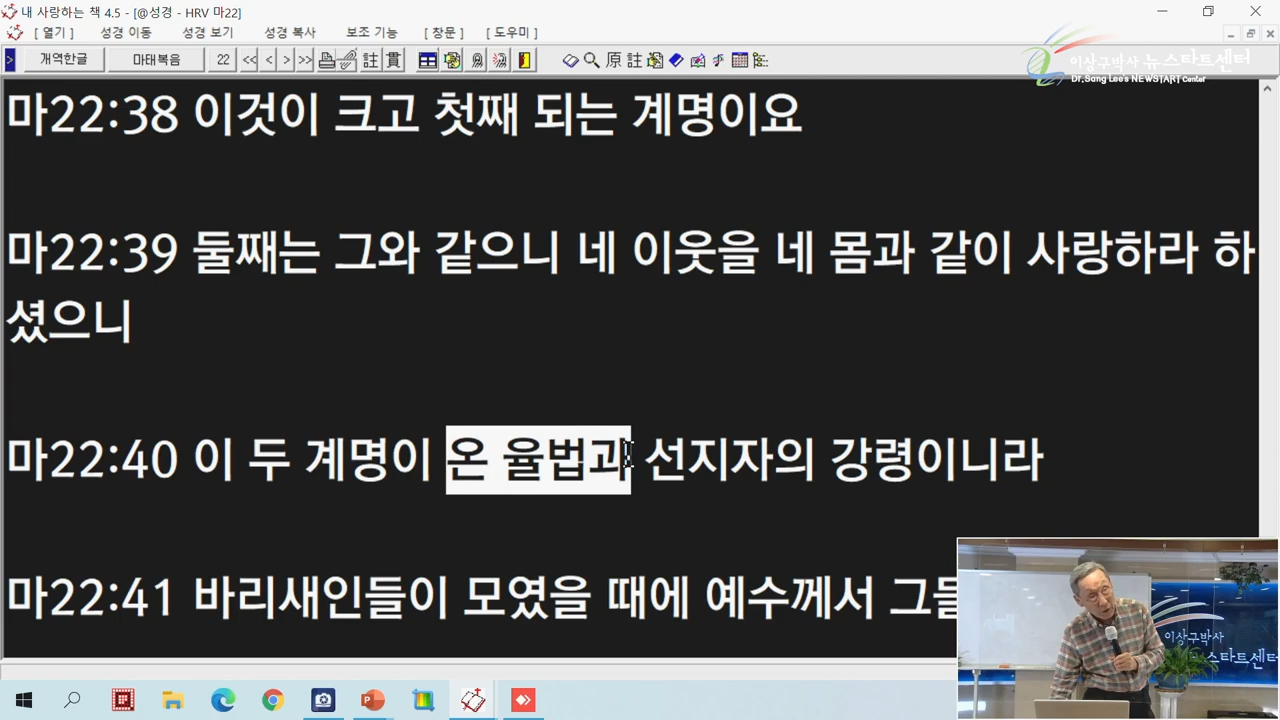 내 사랑하는 책 4.5 - [@성경 - HRV 마22]
[ 열기 ] 성경 이동 성경 보기 성경 복사 보조 기능 [ 창문 ] [ 도우미 ]
개역한글 마태복음 22 << < > >> 註 貫 原 註
이상구박사 뉴스타트센터
Dr. Sang Lee's NEWSTART Center
마22:38 이것이 크고 첫째 되는 계명이요
마22:39 둘째는 그와 같으니 네 이웃을 네 몸과 같이 사랑하라 하
셨으니
마22:40 이 두 계명이 온 율법과 선지자의 강령이니라
마22:41 바리새인들이 모였을 때에 예수께서
이상구박사
뉴스타트센터